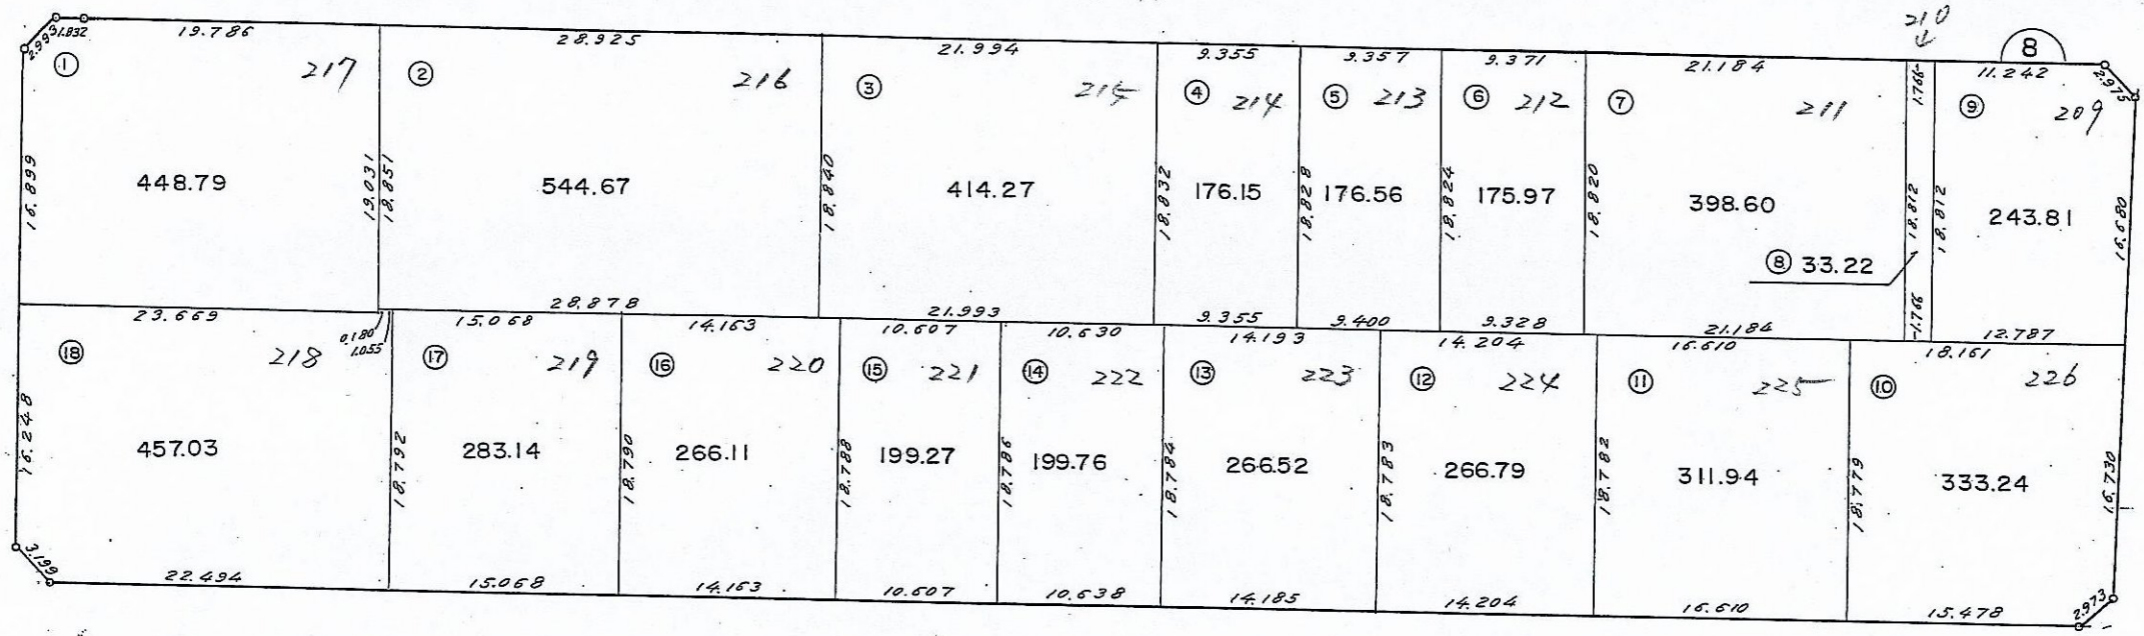 210
↓
8
2.993 1.832 19.786 28.925 21.994 9.355 9.357 9.371 21.184 1.768 11.242 2.975
① 217 ② 216 ③ 215 ④ 214 ⑤ 213 ⑥ 212 ⑦ 211 ⑨ 209
16.899 448.79 19.031 18.851 544.67 18.840 414.27 18.832 176.15 18.828 176.56 18.824 175.97 18.820 398.60 18.812 18.812 243.81 16.680
⑧ 33.22
28.878 21.993 9.355 9.400 9.328 21.184 1.766 12.787
23.669 0.180 1.055 15.068 14.163 10.607 10.630 14.193 14.204 16.610 18.161
⑱ 218 ⑰ 219 ⑯ 220 ⑮ 221 ⑭ 222 ⑬ 223 ⑫ 224 ⑪ 225 ⑩ 226
16.248 457.03 18.792 283.14 18.790 266.11 18.788 199.27 18.786 199.76 18.784 266.52 18.783 266.79 18.782 311.94 18.779 333.24 16.730
3.199 22.494 15.068 14.163 10.607 10.638 14.185 14.204 16.610 15.478 2.973